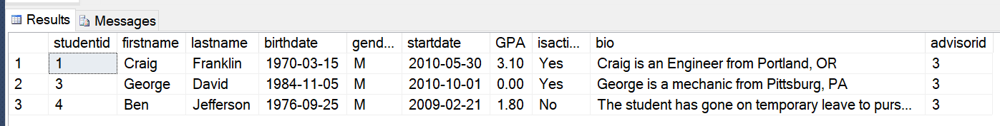 Results Messages
studentid firstname lastname birthdate gend... startdate GPA isacti... bio advisorid
1 1 Craig Franklin 1970-03-15 M 2010-05-30 3.10 Yes Craig is an Engineer from Portland, OR 3
2 3 George David 1984-11-05 M 2010-10-01 0.00 Yes George is a mechanic from Pittsburg, PA 3
3 4 Ben Jefferson 1976-09-25 M 2009-02-21 1.80 No The student has gone on temporary leave to purs... 3